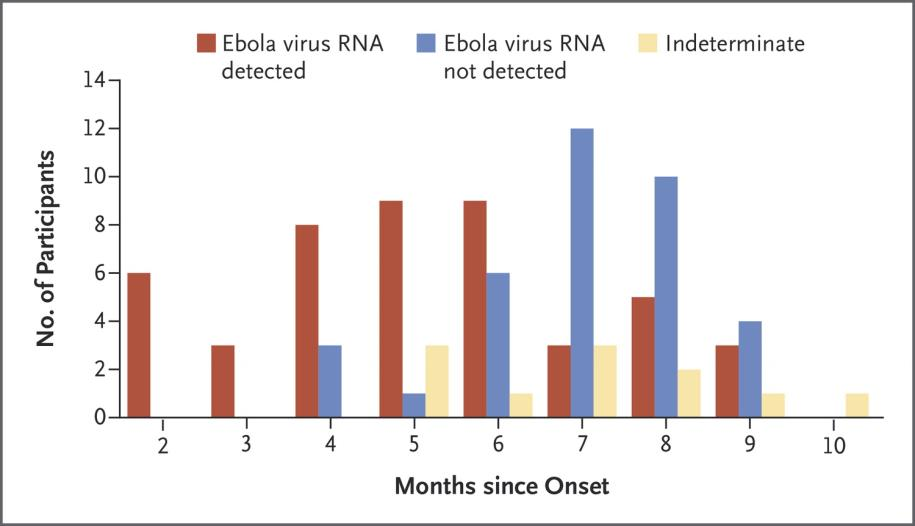 Ebola virus RNA detected
Ebola virus RNA not detected
Indeterminate
No. of Participants
14
12
10
8
6
4
2
0
2 3 4 5 6 7 8 9 10
Months since Onset